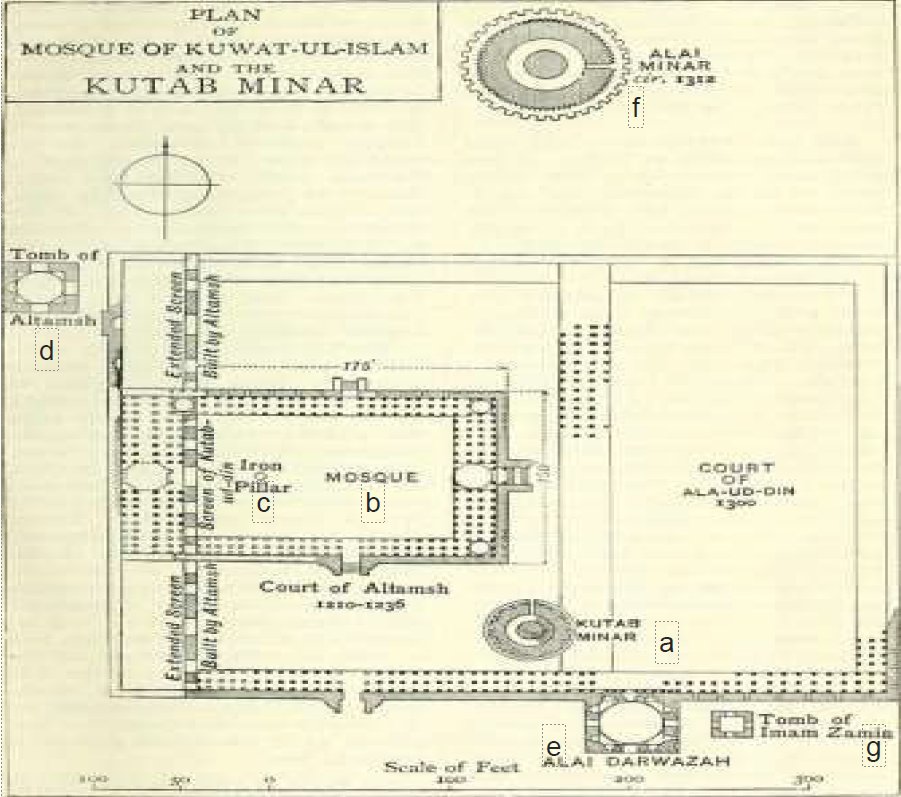 PLAN
OF
MOSQUE OF KUWAT-UL-ISLAM
AND THE
KUTAB MINAR
ALAI
MINAR
cir. 1312
f
Tomb of
Altamsh
d
Extended Screen
Built by Altamsh
175'
150'
Screen of Kutab-
ud-din
Iron
Pillar
c
MOSQUE
b
COURT
OF
ALA-UD-DIN
1300
Court of Altamsh
1210-1236
Extended Screen
Built by Altamsh
KUTAB
MINAR
a
e
ALAI DARWAZAH
Tomb of
Imam Zamin
g
Scale of Feet
100 50 0 100 200 300